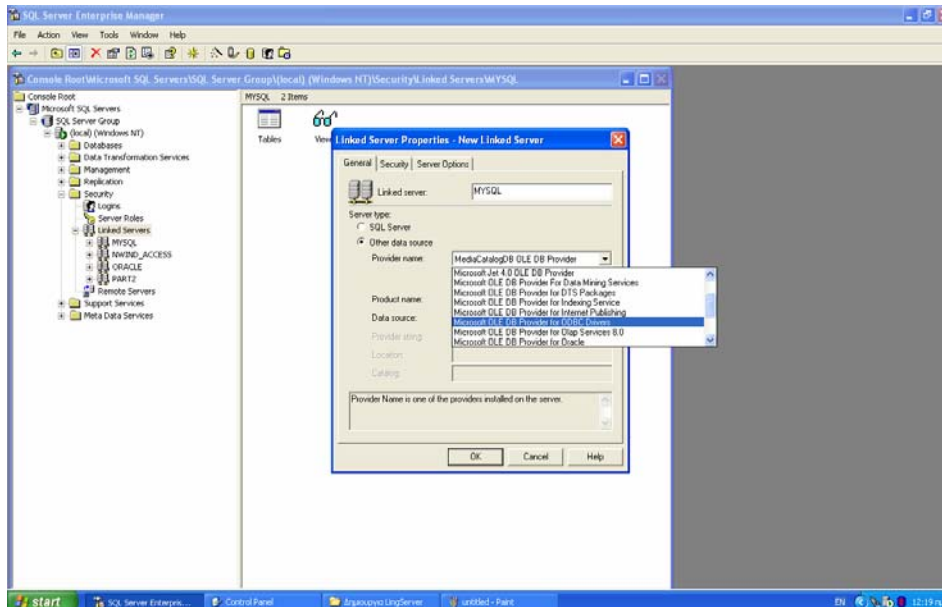 SQL Server Enterprise Manager
File Action View Tools Window Help
Console Root\Microsoft SQL Servers\SQL Server Group\(local) (Windows NT)\Security\Linked Servers\MYSQL
Console Root
Microsoft SQL Servers
SQL Server Group
(local) (Windows NT)
Databases
Data Transformation Services
Management
Replication
Security
Logins
Server Roles
Linked Servers
MYSQL
NWIND_ACCESS
ORACLE
PART2
Remote Servers
Support Services
Meta Data Services
MYSQL 2 Items
Tables
Linked Server Properties - New Linked Server
General Security Server Options
Linked server: MYSQL
Server type:
SQL Server
Other data source
Provider name: MediaCatalogDB OLE DB Provider
Microsoft Jet 4.0 OLE DB Provider
Microsoft OLE DB Provider For Data Mining Services
Microsoft OLE DB Provider for DTS Packages
Microsoft OLE DB Provider for Indexing Service
Microsoft OLE DB Provider for Internet Publishing
Microsoft OLE DB Provider for ODBC Drivers
Microsoft OLE DB Provider for Olap Services 8.0
Microsoft OLE DB Provider for Oracle
Product name:
Data source:
Provider string:
Location:
Catalog:
Provider Name is one of the providers installed on the server.
OK Cancel Help
start SQL Server Enterpris... Control Panel Δημιουργια LingServer untitled - Paint EN 12:19